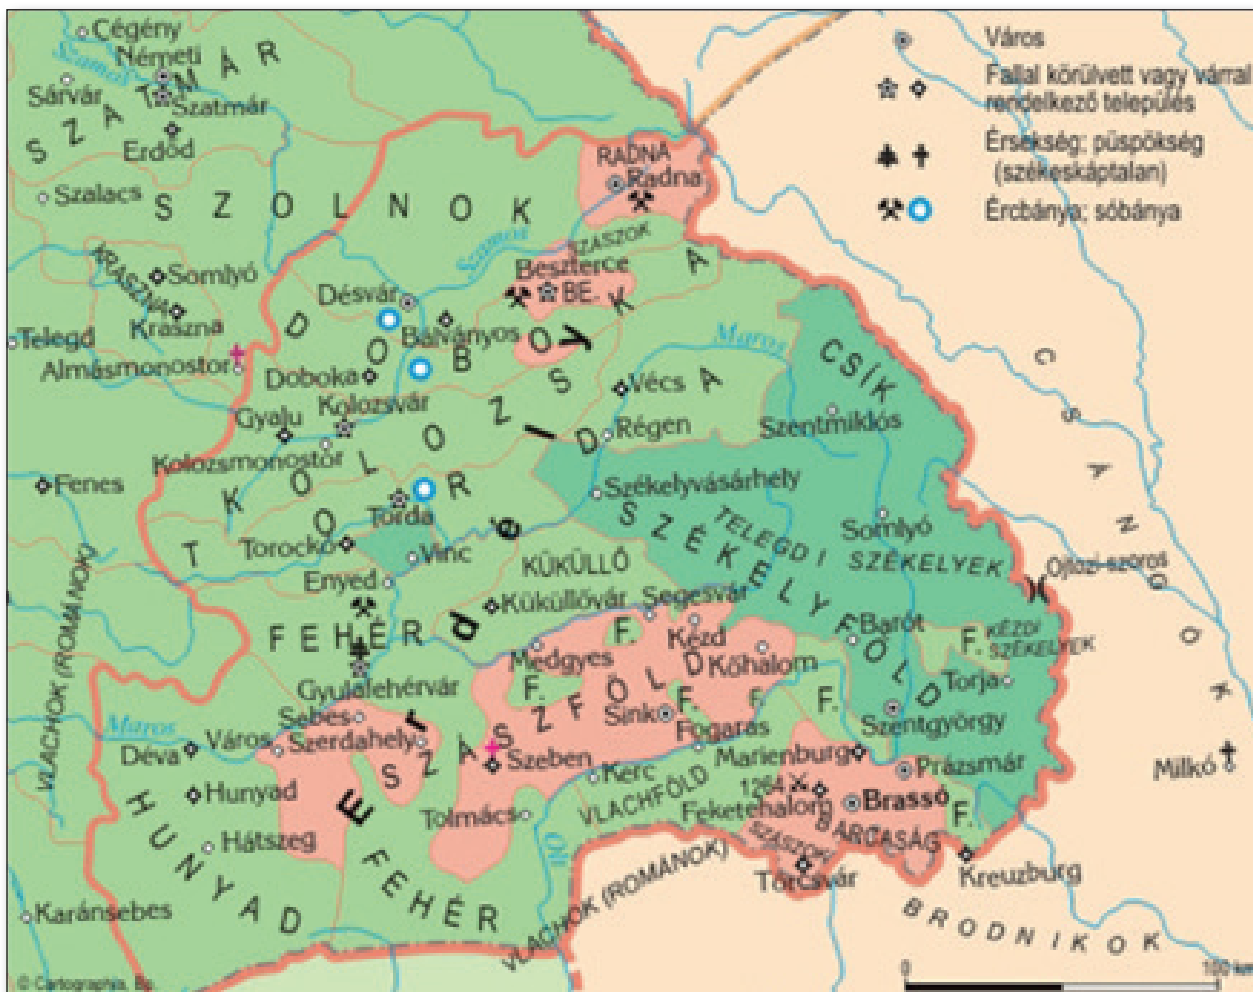 Cégény
Németi
Szamos
Sárvár
Szatmár
SZATMÁR
Erdőd
Szalacs
SZOLNOK
RADNA
Radna
Város
Fallal körülvett vagy várral
rendelkező település
Érsekség; püspökség
(székeskáptalan)
Ércbánya; sóbánya
KRASZNA
Somlyó
Kraszna
Telegd
Almásmonostor
Szamos
SZÁSZOK
Beszterce
BE.
Désvár
Bálványos
DOBOKA
Doboka
Maros
CSÍK
Vécs
Gyalu
Kolozsvár
Régen
Szentmiklós
Kolozsmonostor
KOLOZS
Fenes
Székelyvásárhely
Torda
TORDA
Torockó
Vinc
Enyed
SZÉKELYFÖLD
TELEGDI
SZÉKELYEK
Somlyó
Ojtozi-szoros
KUNOK
CSÁNGÓK
KÜKÜLLŐ
Küküllővár
Segesvár
Kézd
Barót
F.
KÉZDI
SZÉKELYEK
Torja
VLACHOK (ROMÁNOK)
FEHÉR
Erdély
Medgyes
F.
Kőhalom
F.
Gyulafehérvár
SZÁSZFÖLD
Sink
F.
F.
F.
Fogaras
Szentgyörgy
Maros
Sebes
Déva
Város
Szerdahely
Szeben
Marienburg
Prázsmár
Milkó
Kerc
VLACHFÖLD
1264
Feketehalom
Brassó
F.
Hunyad
HUNYAD
Hátszeg
Tolmács
SZÁSZOK
BARCASÁG
Olt
Törcsvár
Kreuzburg
Karánsebes
FEHÉR
VLACHOK (ROMÁNOK)
BRODNIKOK
© Cartographia, Bp.
0 100 km